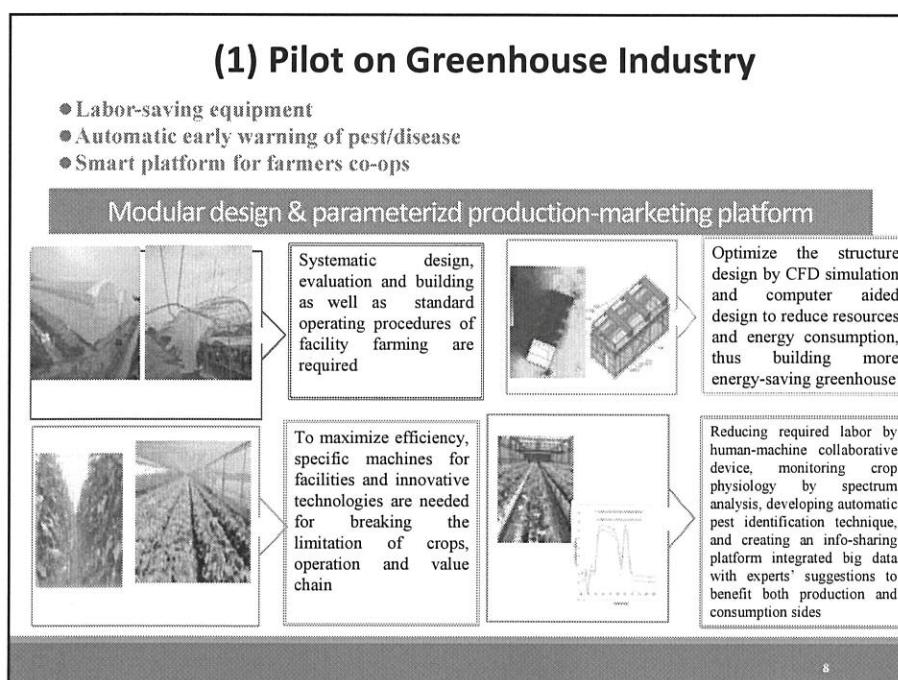 (1) Pilot on Greenhouse Industry
● Labor-saving equipment
● Automatic early warning of pest/disease
● Smart platform for farmers co-ops
Modular design & parameterizd production-marketing platform
Systematic design,
evaluation and building
as well as standard
operating procedures of
facility farming are
required
Optimize the structure
design by CFD simulation
and computer aided
design to reduce resources
and energy consumption,
thus building more
energy-saving greenhouse
To maximize efficiency,
specific machines for
facilities and innovative
technologies are needed
for breaking the
limitation of crops,
operation and value
chain
Reducing required labor by
human-machine collaborative
device, monitoring crop
physiology by spectrum
analysis, developing automatic
pest identification technique,
and creating an info-sharing
platform integrated big data
with experts' suggestions to
benefit both production and
consumption sides
8